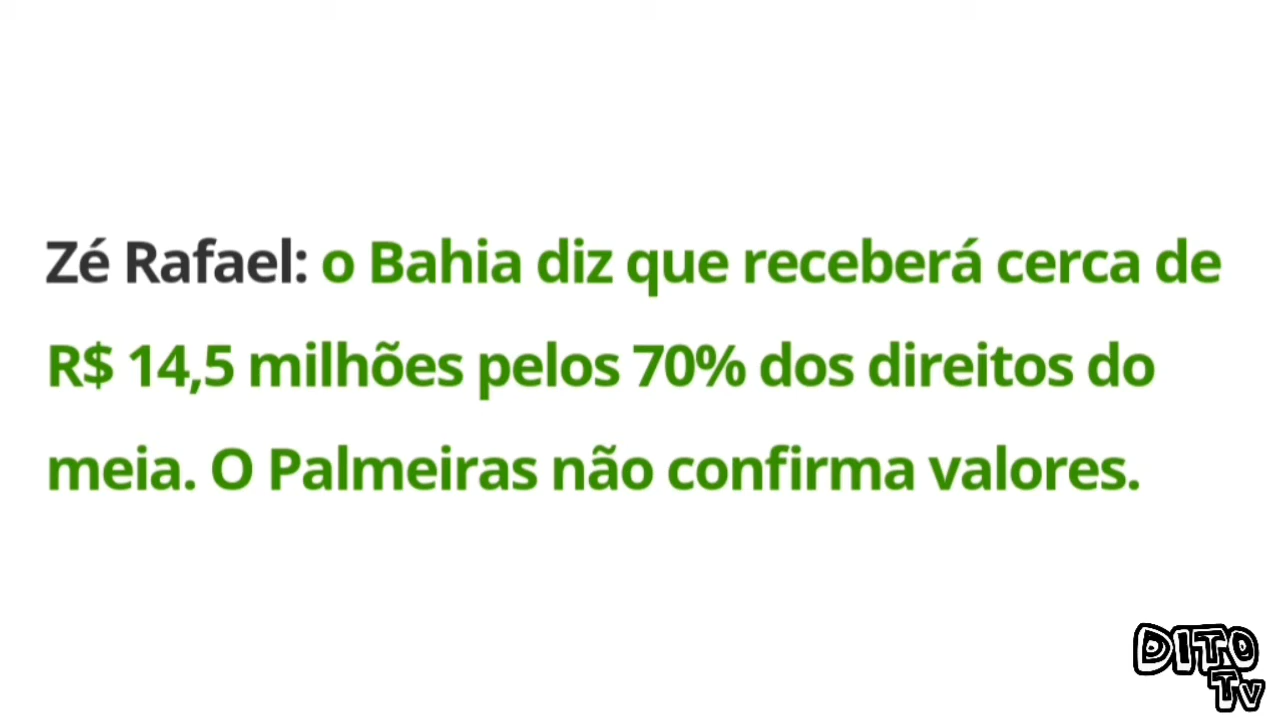 Zé Rafael: o Bahia diz que receberá cerca de
R$ 14,5 milhões pelos 70% dos direitos do
meia. O Palmeiras não confirma valores.
DITO
Tv